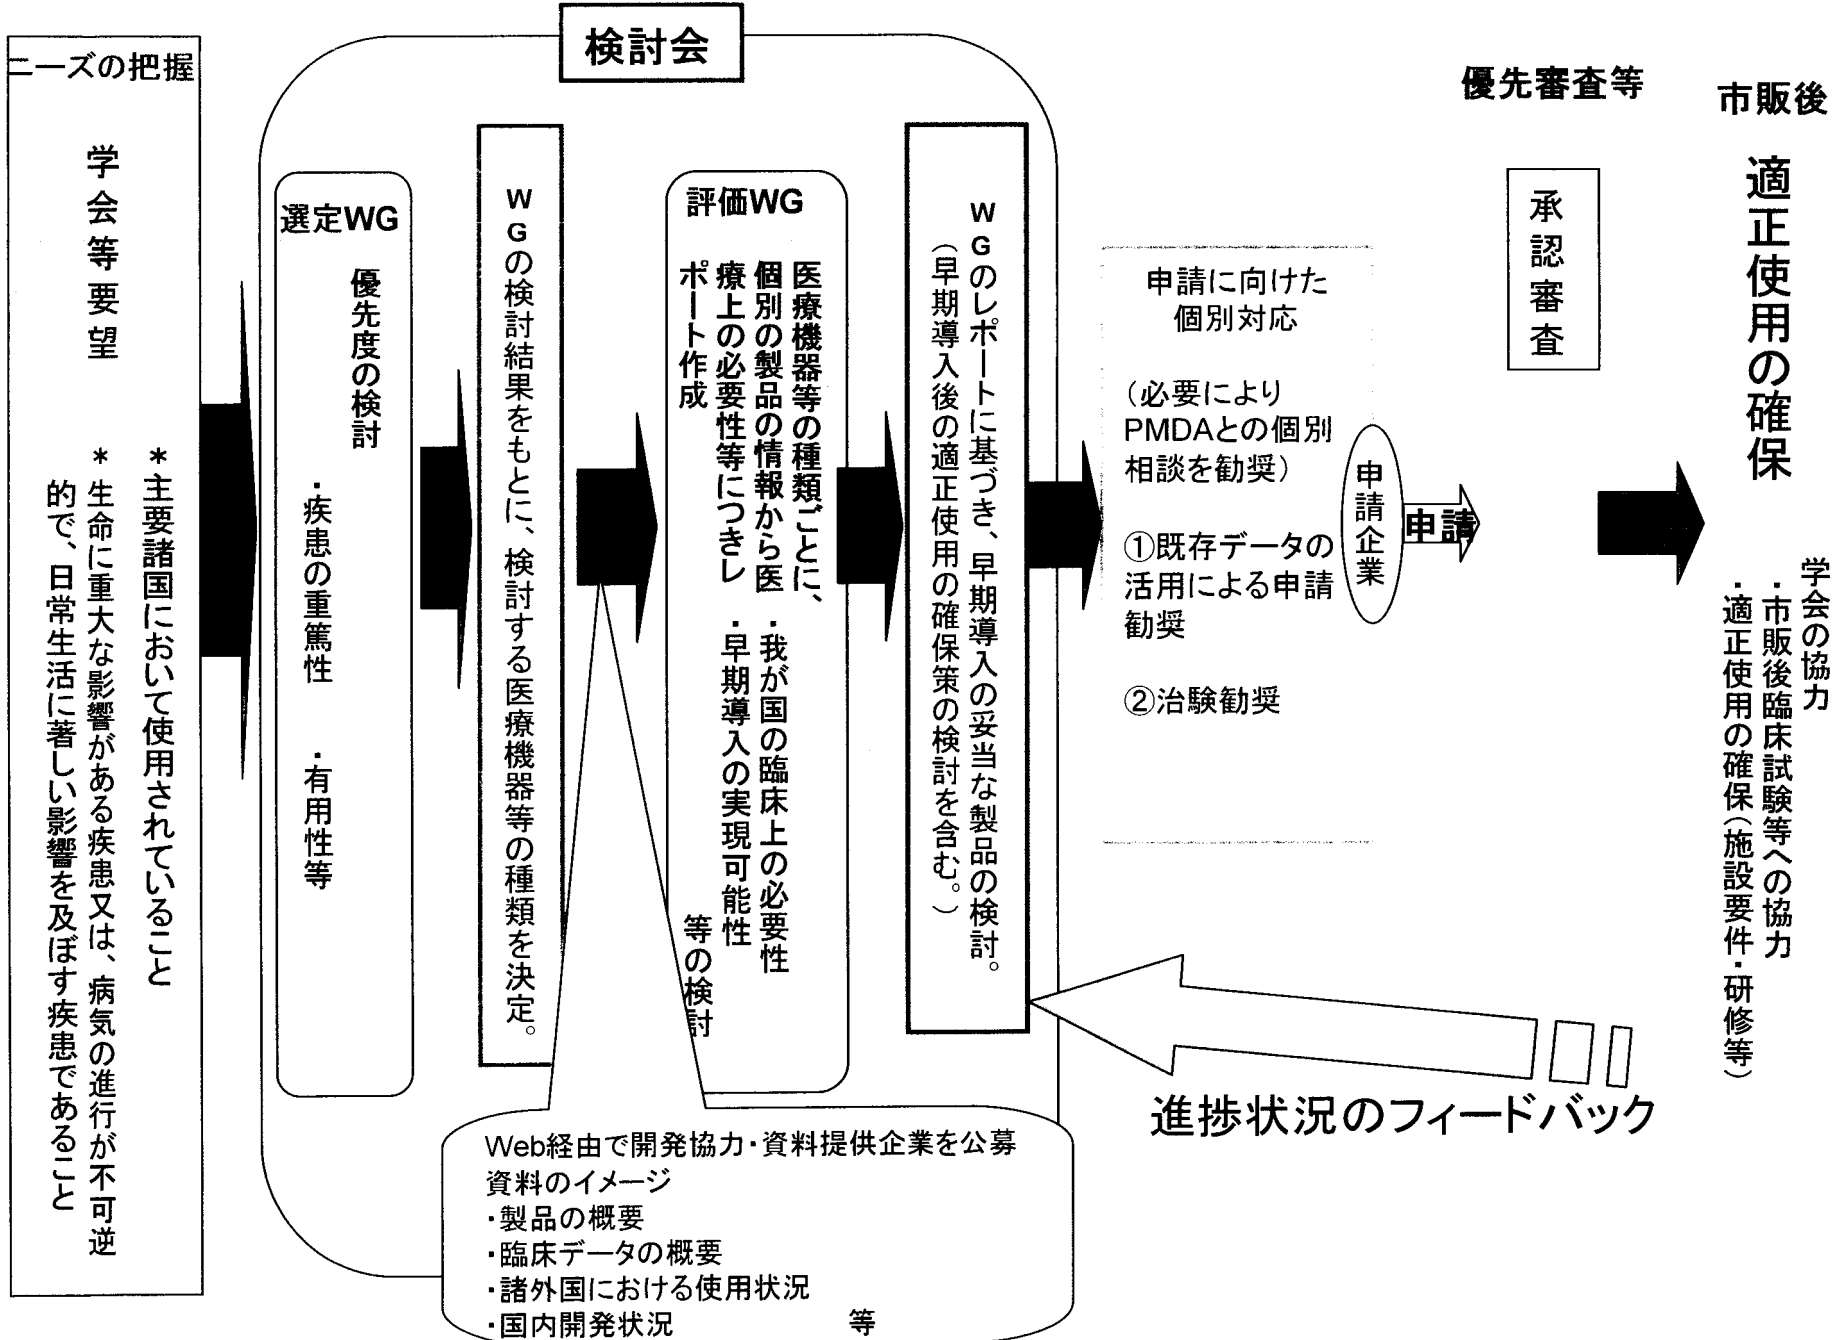 ニーズの把握
学会等要望
＊主要諸国において使用されていること
＊生命に重大な影響がある疾患又は、病気の進行が不可逆
的で、日常生活に著しい影響を及ぼす疾患であること
検討会
選定WG
優先度の検討
・疾患の重篤性　・有用性等
WGの検討結果をもとに、検討する医療機器等の種類を決定。
評価WG
医療機器等の種類ごとに、
個別の製品の情報から医
療上の必要性等につきレ
ポート作成
・我が国の臨床上の必要性
・早期導入の実現可能性
等の検討
WGのレポートに基づき、早期導入の妥当な製品の検討。
（早期導入後の適正使用の確保策の検討を含む。）
申請に向けた
個別対応
（必要により
PMDAとの個別
相談を勧奨）
①既存データの
活用による申請
勧奨
②治験勧奨
申請企業
申請
優先審査等
承認審査
市販後
適正使用の確保
学会の協力
・市販後臨床試験等への協力
・適正使用の確保（施設要件・研修等）
進捗状況のフィードバック
Web経由で開発協力・資料提供企業を公募
資料のイメージ
・製品の概要
・臨床データの概要
・諸外国における使用状況
・国内開発状況　等